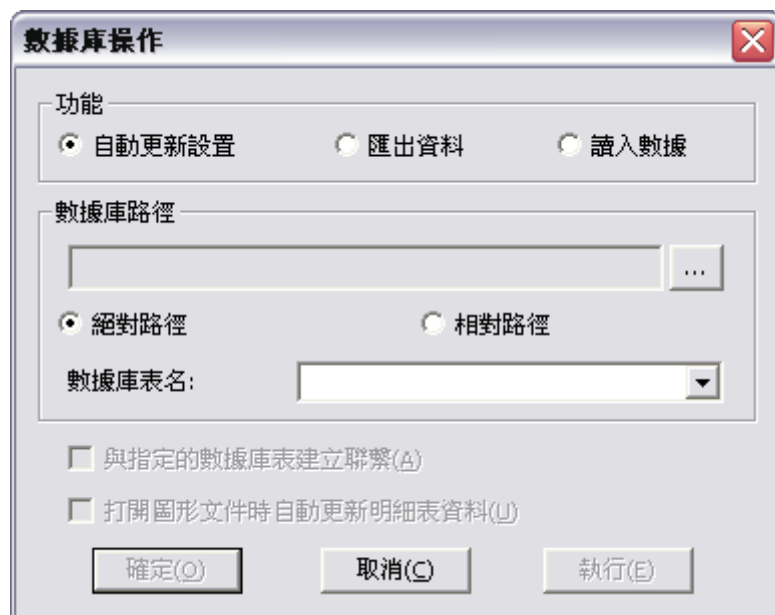 數據庫操作
功能
自動更新設置 匯出資料 讀入數據
數據庫路徑
...
絕對路徑 相對路徑
數據庫表名:
與指定的數據庫表建立聯繫(A)
打開圖形文件時自動更新明細表資料(U)
確定(O) 取消(C) 執行(E)